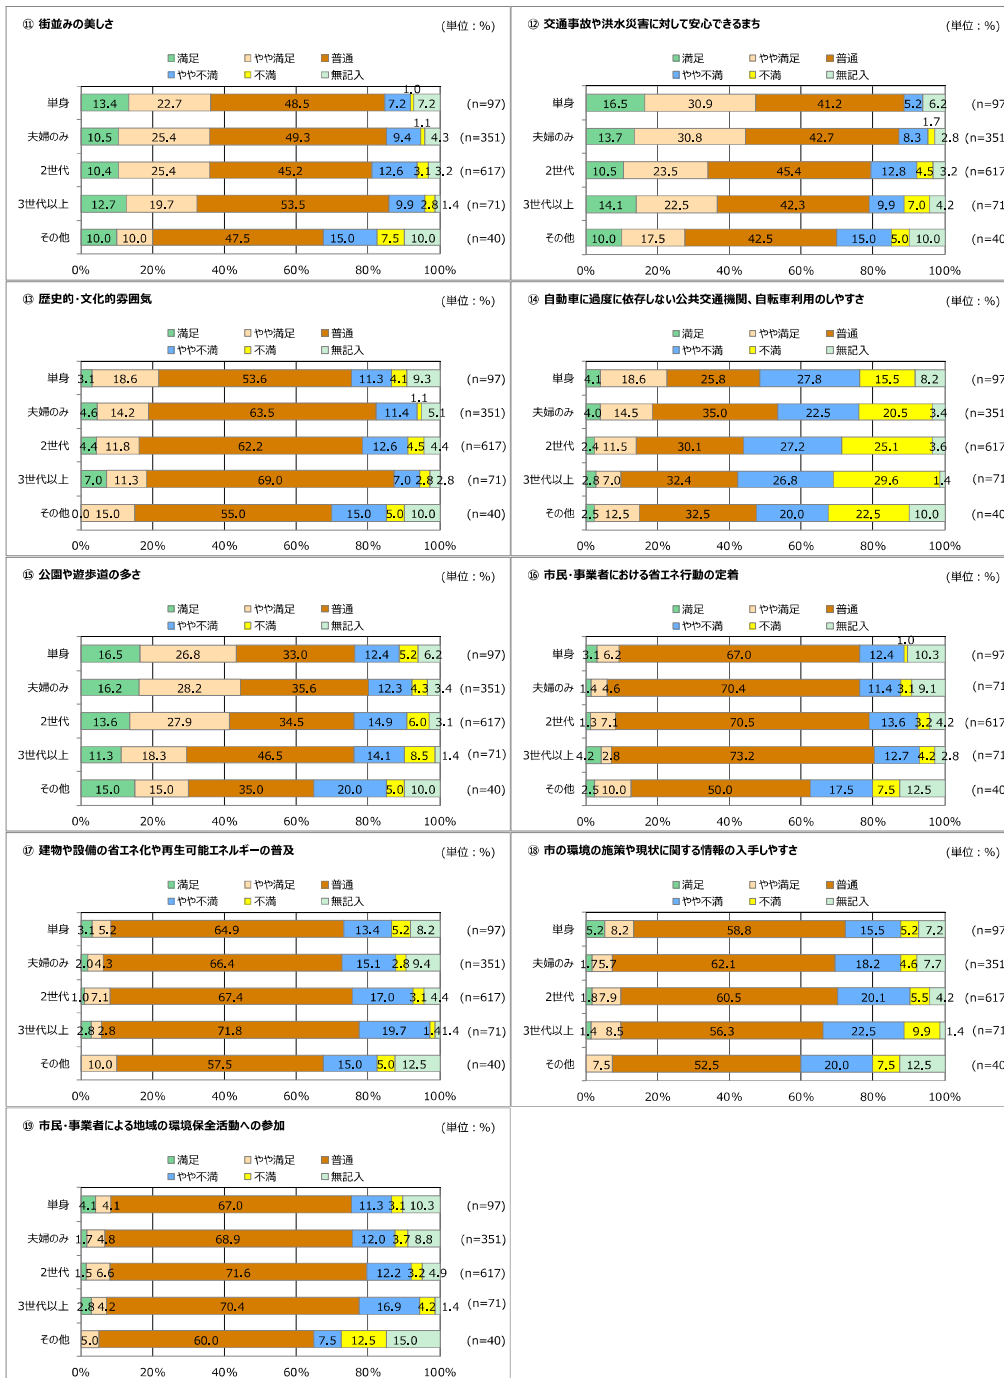 ⑪ 街並みの美しさ (単位：%)
満足 やや満足 普通
やや不満 不満 無記入
1.0
単身 13.4 22.7 48.5 7.2 7.2 (n=97)
1.1
夫婦のみ 10.5 25.4 49.3 9.4 4.3 (n=351)
2世代 10.4 25.4 45.2 12.6 3.1 3.2 (n=617)
3世代以上 12.7 19.7 53.5 9.9 2.8 1.4 (n=71)
その他 10.0 10.0 47.5 15.0 7.5 10.0 (n=40)
0% 20% 40% 60% 80% 100%
⑫ 交通事故や洪水災害に対して安心できるまち (単位：%)
満足 やや満足 普通
やや不満 不満 無記入
単身 16.5 30.9 41.2 5.2 6.2 (n=97
1.7
夫婦のみ 13.7 30.8 42.7 8.3 2.8 (n=351
2世代 10.5 23.5 45.4 12.8 4.5 3.2 (n=617
3世代以上 14.1 22.5 42.3 9.9 7.0 4.2 (n=71
その他 10.0 17.5 42.5 15.0 5.0 10.0 (n=40
0% 20% 40% 60% 80% 100%
⑬ 歴史的・文化的雰囲気 (単位：%)
満足 やや満足 普通
やや不満 不満 無記入
単身 3.1 18.6 53.6 11.3 4.1 9.3 (n=97)
1.1
夫婦のみ 4.6 14.2 63.5 11.4 5.1 (n=351)
2世代 4.4 11.8 62.2 12.6 4.5 4.4 (n=617)
3世代以上 7.0 11.3 69.0 7.0 2.8 2.8 (n=71)
その他 0.0 15.0 55.0 15.0 5.0 10.0 (n=40)
0% 20% 40% 60% 80% 100%
⑭ 自動車に過度に依存しない公共交通機関、自転車利用のしやすさ (単位：%)
満足 やや満足 普通
やや不満 不満 無記入
単身 4.1 18.6 25.8 27.8 15.5 8.2 (n=97
夫婦のみ 4.0 14.5 35.0 22.5 20.5 3.4 (n=351
2世代 2.4 11.5 30.1 27.2 25.1 3.6 (n=617
3世代以上 2.8 7.0 32.4 26.8 29.6 1.4 (n=71
その他 2.5 12.5 32.5 20.0 22.5 10.0 (n=40
0% 20% 40% 60% 80% 100%
⑮ 公園や遊歩道の多さ (単位：%)
満足 やや満足 普通
やや不満 不満 無記入
単身 16.5 26.8 33.0 12.4 5.2 6.2 (n=97)
夫婦のみ 16.2 28.2 35.6 12.3 4.3 3.4 (n=351)
2世代 13.6 27.9 34.5 14.9 6.0 3.1 (n=617)
3世代以上 11.3 18.3 46.5 14.1 8.5 1.4 (n=71)
その他 15.0 15.0 35.0 20.0 5.0 10.0 (n=40)
0% 20% 40% 60% 80% 100%
⑯ 市民・事業者における省エネ行動の定着 (単位：%)
満足 やや満足 普通
やや不満 不満 無記入
1.0
単身 3.1 6.2 67.0 12.4 10.3 (n=97
夫婦のみ 1.4 4.6 70.4 11.4 3.1 9.1 (n=71
2世代 1.3 7.1 70.5 13.6 3.2 4.2 (n=617
3世代以上 4.2 2.8 73.2 12.7 4.2 2.8 (n=71
その他 2.5 10.0 50.0 17.5 7.5 12.5 (n=40
0% 20% 40% 60% 80% 100%
⑰ 建物や設備の省エネ化や再生可能エネルギーの普及 (単位：%)
満足 やや満足 普通
やや不満 不満 無記入
単身 3.1 5.2 64.9 13.4 5.2 8.2 (n=97)
夫婦のみ 2.0 4.3 66.4 15.1 2.8 9.4 (n=351)
2世代 1.0 7.1 67.4 17.0 3.1 4.4 (n=617)
3世代以上 2.8 2.8 71.8 19.7 1.4 1.4 (n=71)
その他 10.0 57.5 15.0 5.0 12.5 (n=40)
0% 20% 40% 60% 80% 100%
⑱ 市の環境の施策や現状に関する情報の入手しやすさ (単位：%)
満足 やや満足 普通
やや不満 不満 無記入
単身 5.2 8.2 58.8 15.5 5.2 7.2 (n=97
夫婦のみ 1.7 5.7 62.1 18.2 4.6 7.7 (n=351
2世代 1.8 7.9 60.5 20.1 5.5 4.2 (n=617
3世代以上 1.4 8.5 56.3 22.5 9.9 1.4 (n=71
その他 7.5 52.5 20.0 7.5 12.5 (n=40
0% 20% 40% 60% 80% 100%
⑲ 市民・事業者による地域の環境保全活動への参加 (単位：%)
満足 やや満足 普通
やや不満 不満 無記入
単身 4.1 4.1 67.0 11.3 3.1 10.3 (n=97)
夫婦のみ 1.7 4.8 68.9 12.0 3.7 8.8 (n=351)
2世代 1.5 6.6 71.6 12.2 3.2 4.9 (n=617)
3世代以上 2.8 4.2 70.4 16.9 4.2 1.4 (n=71)
その他 5.0 60.0 7.5 12.5 15.0 (n=40)
0% 20% 40% 60% 80% 100%